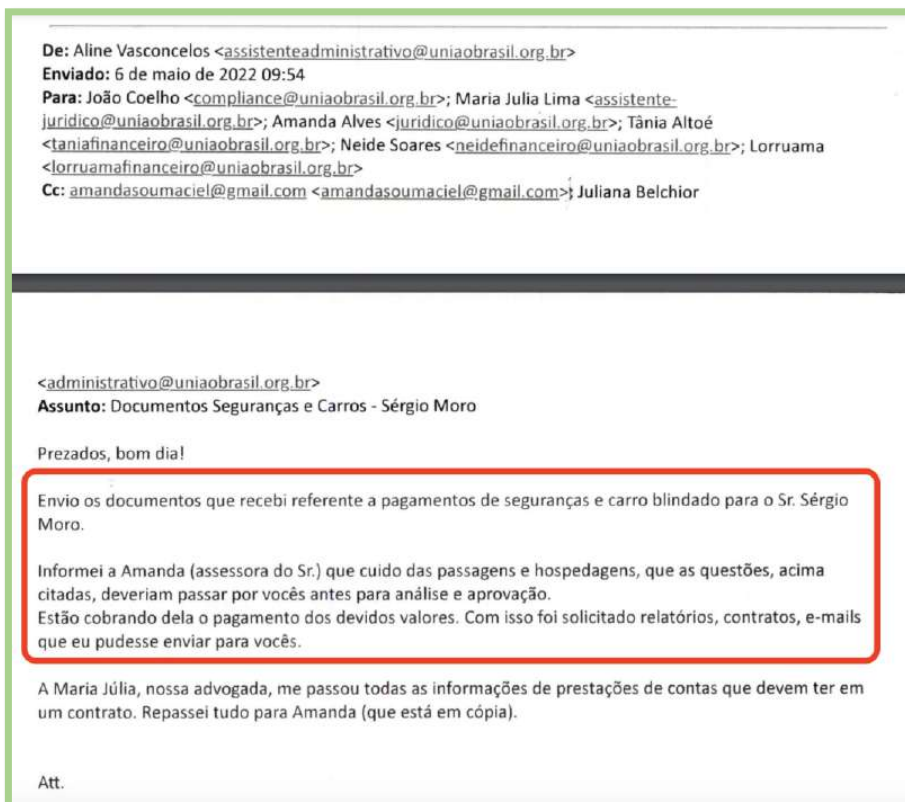 De: Aline Vasconcelos <assistenteadministrativo@uniaobrasil.org.br>
Enviado: 6 de maio de 2022 09:54
Para: João Coelho <compliance@uniaobrasil.org.br>; Maria Julia Lima <assistente-
juridico@uniaobrasil.org.br>; Amanda Alves <juridico@uniaobrasil.org.br>; Tânia Altoé
<taniafinanceiro@uniaobrasil.org.br>; Neide Soares <neidefinanceiro@uniaobrasil.org.br>; Lorruama
<lorruamafinanceiro@uniaobrasil.org.br>
Cc: amandasoumaciel@gmail.com <amandasoumaciel@gmail.com>; Juliana Belchior
<administrativo@uniaobrasil.org.br>
Assunto: Documentos Seguranças e Carros - Sérgio Moro
Prezados, bom dia!
Envio os documentos que recebi referente a pagamentos de seguranças e carro blindado para o Sr. Sérgio
Moro.
Informei a Amanda (assessora do Sr.) que cuido das passagens e hospedagens, que as questões, acima
citadas, deveriam passar por vocês antes para análise e aprovação.
Estão cobrando dela o pagamento dos devidos valores. Com isso foi solicitado relatórios, contratos, e-mails
que eu pudesse enviar para vocês.
A Maria Júlia, nossa advogada, me passou todas as informações de prestações de contas que devem ter em
um contrato. Repassei tudo para Amanda (que está em cópia).
Att.